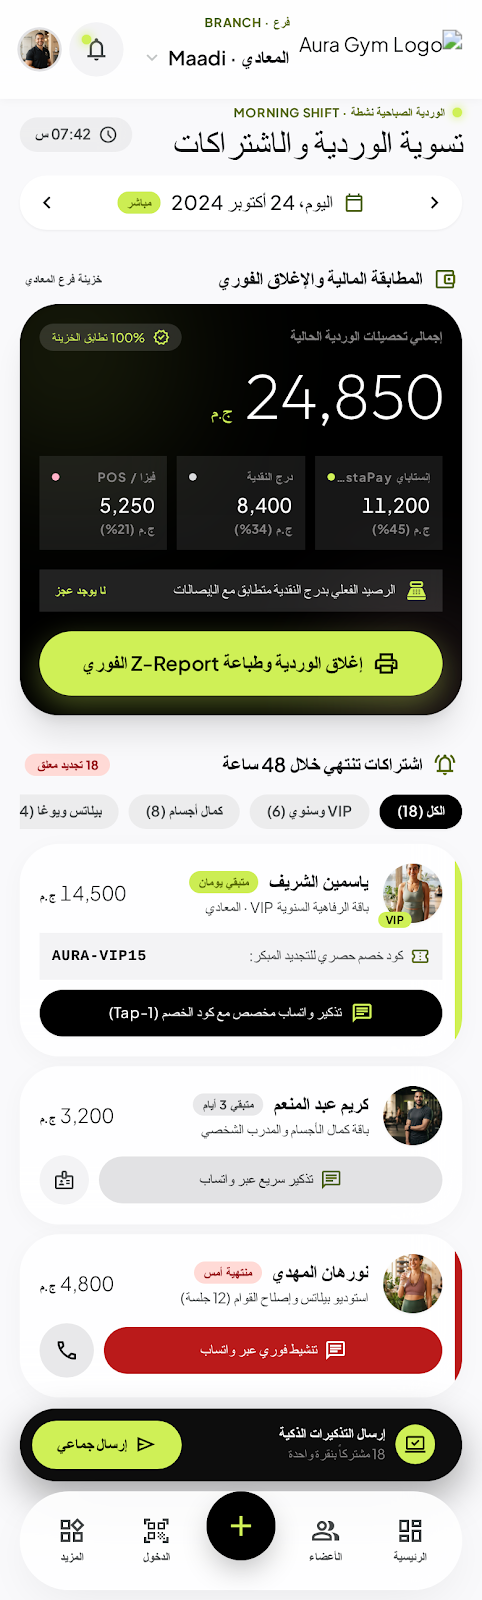 فرع · BRANCH
Aura Gym Logo
المعادي · Maadi
الوردية الصباحية نشطة · MORNING SHIFT
تسوية الوردية والاشتراكات
07:42 س
اليوم، 24 أكتوبر 2024
مباشر
المطابقة المالية والإغلاق الفوري
خزينة فرع المعادي
إجمالي تحصيلات الوردية الحالية
100% تطابق الخزينة
24,850 ج.م
إنستاباي staPay...
11,200
ج.م (45%)
درج النقدية
8,400
ج.م (34%)
فيزا / POS
5,250
ج.م (21%)
الرصيد الفعلي بدرج النقدية متطابق مع الإيصالات
لا يوجد عجز
إغلاق الوردية وطباعة Z-Report الفوري
اشتراكات تنتهي خلال 48 ساعة
18 تجديد معلق
الكل (18)
VIP وسنوي (6)
كمال أجسام (8)
بيلاتس ويوغا (4
ياسمين الشريف
متبقي يومان
14,500 ج.م
باقة الرفاهية السنوية VIP · المعادي
VIP
كود خصم حصري للتجديد المبكر:
AURA-VIP15
تذكير واتساب مخصص مع كود الخصم (1-Tap)
كريم عبد المنعم
متبقي 3 أيام
3,200 ج.م
باقة كمال الأجسام والمدرب الشخصي
تذكير سريع عبر واتساب
نورهان المهدي
منتهية أمس
4,800 ج.م
استوديو بيلاتس وإصلاح القوام (12 جلسة)
تنشيط فوري عبر واتساب
إرسال التذكيرات الذكية
18 مشتركاً بنقرة واحدة
إرسال جماعي
الرئيسية
الأعضاء
الدخول
المزيد